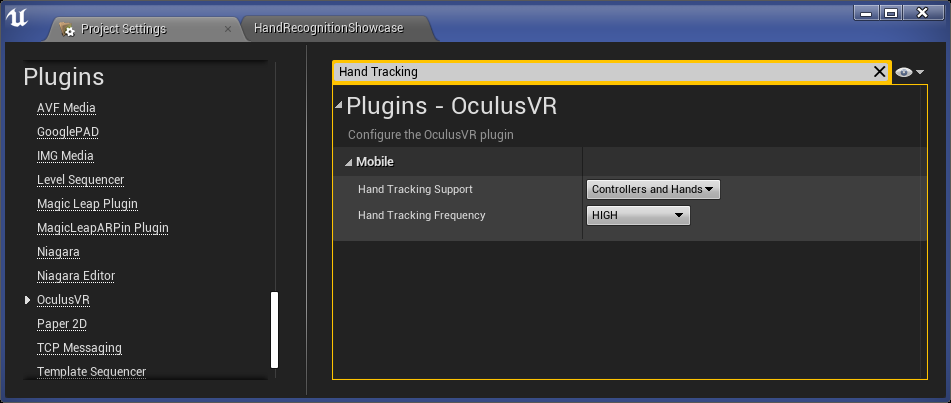 Project Settings
HandRecognitionShowcase
Plugins
AVF Media
GooglePAD
IMG Media
Level Sequencer
Magic Leap Plugin
MagicLeapARPin Plugin
Niagara
Niagara Editor
OculusVR
Paper 2D
TCP Messaging
Template Sequencer
Hand Tracking
Plugins - OculusVR
Configure the OculusVR plugin
Mobile
Hand Tracking Support Controllers and Hands
Hand Tracking Frequency HIGH